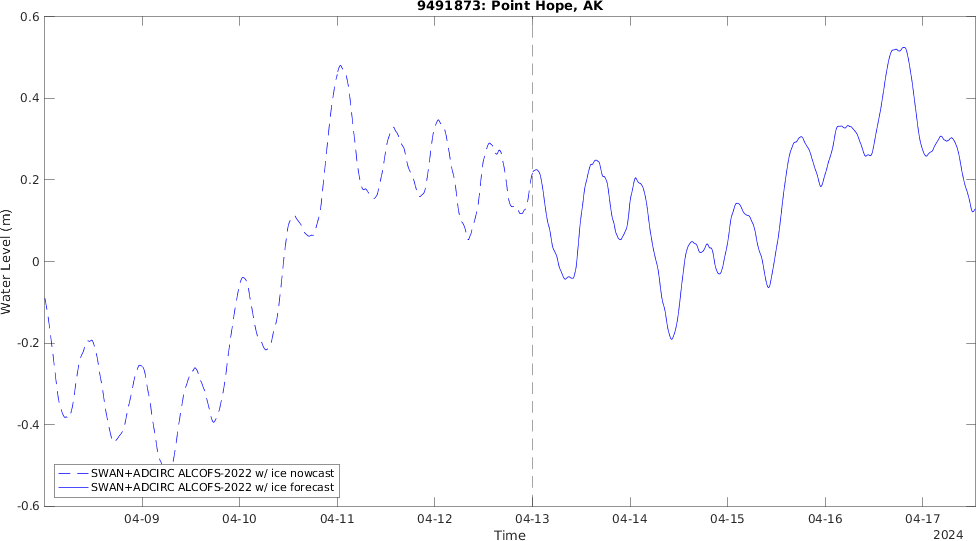 9491873: Point Hope, AK
0.6
0.4
0.2
0
-0.2
-0.4
-0.6
Water Level (m)
SWAN+ADCIRC ALCOFS-2022 w/ ice nowcast
SWAN+ADCIRC ALCOFS-2022 w/ ice forecast
04-09 04-10 04-11 04-12 04-13 04-14 04-15 04-16 04-17
Time
2024